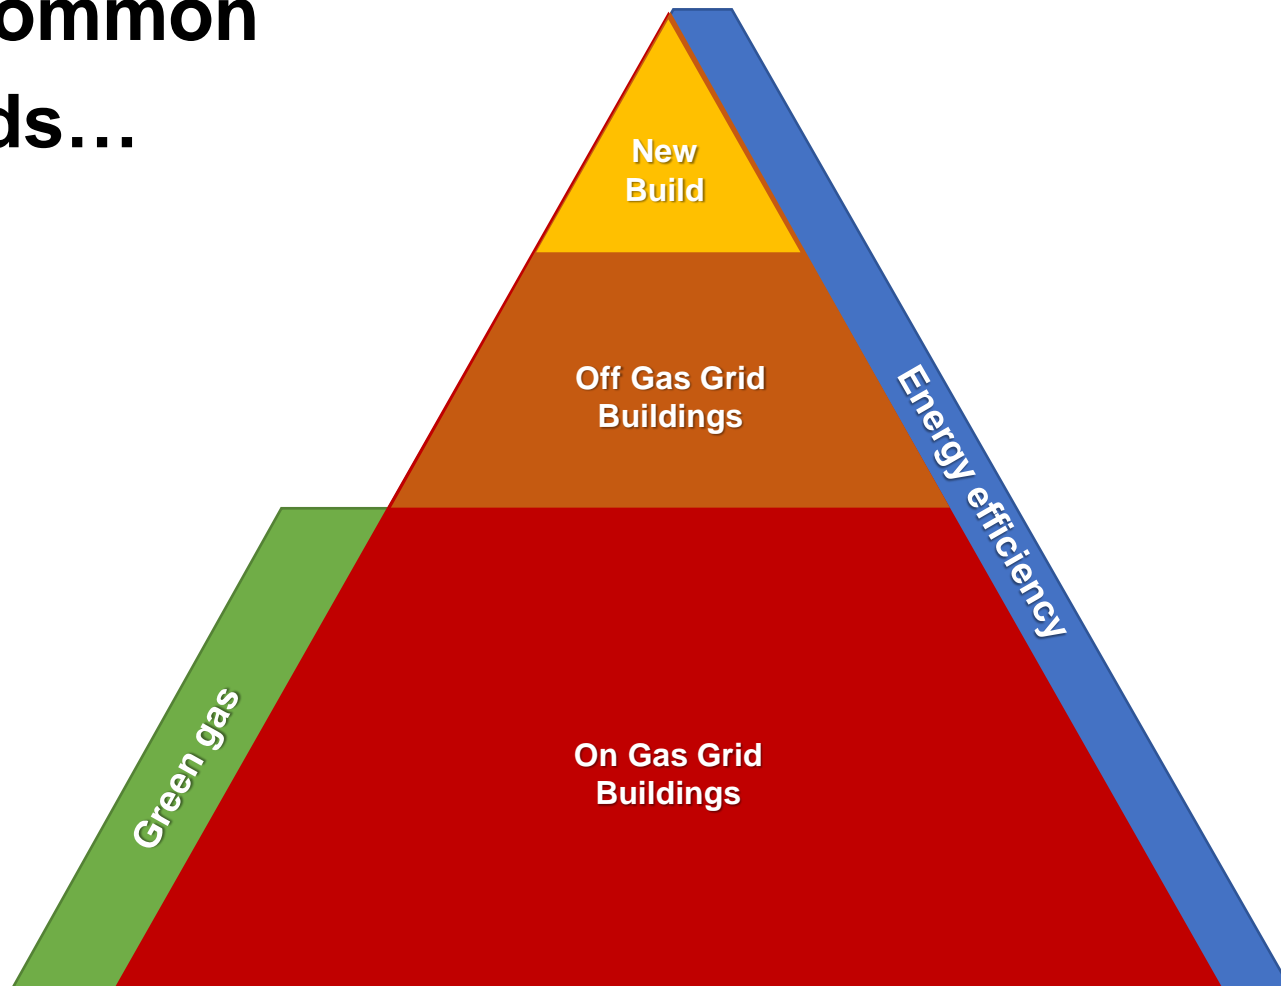 ommon
ds…
New
Build
Off Gas Grid
Buildings
Energy efficiency
Green gas
On Gas Grid
Buildings